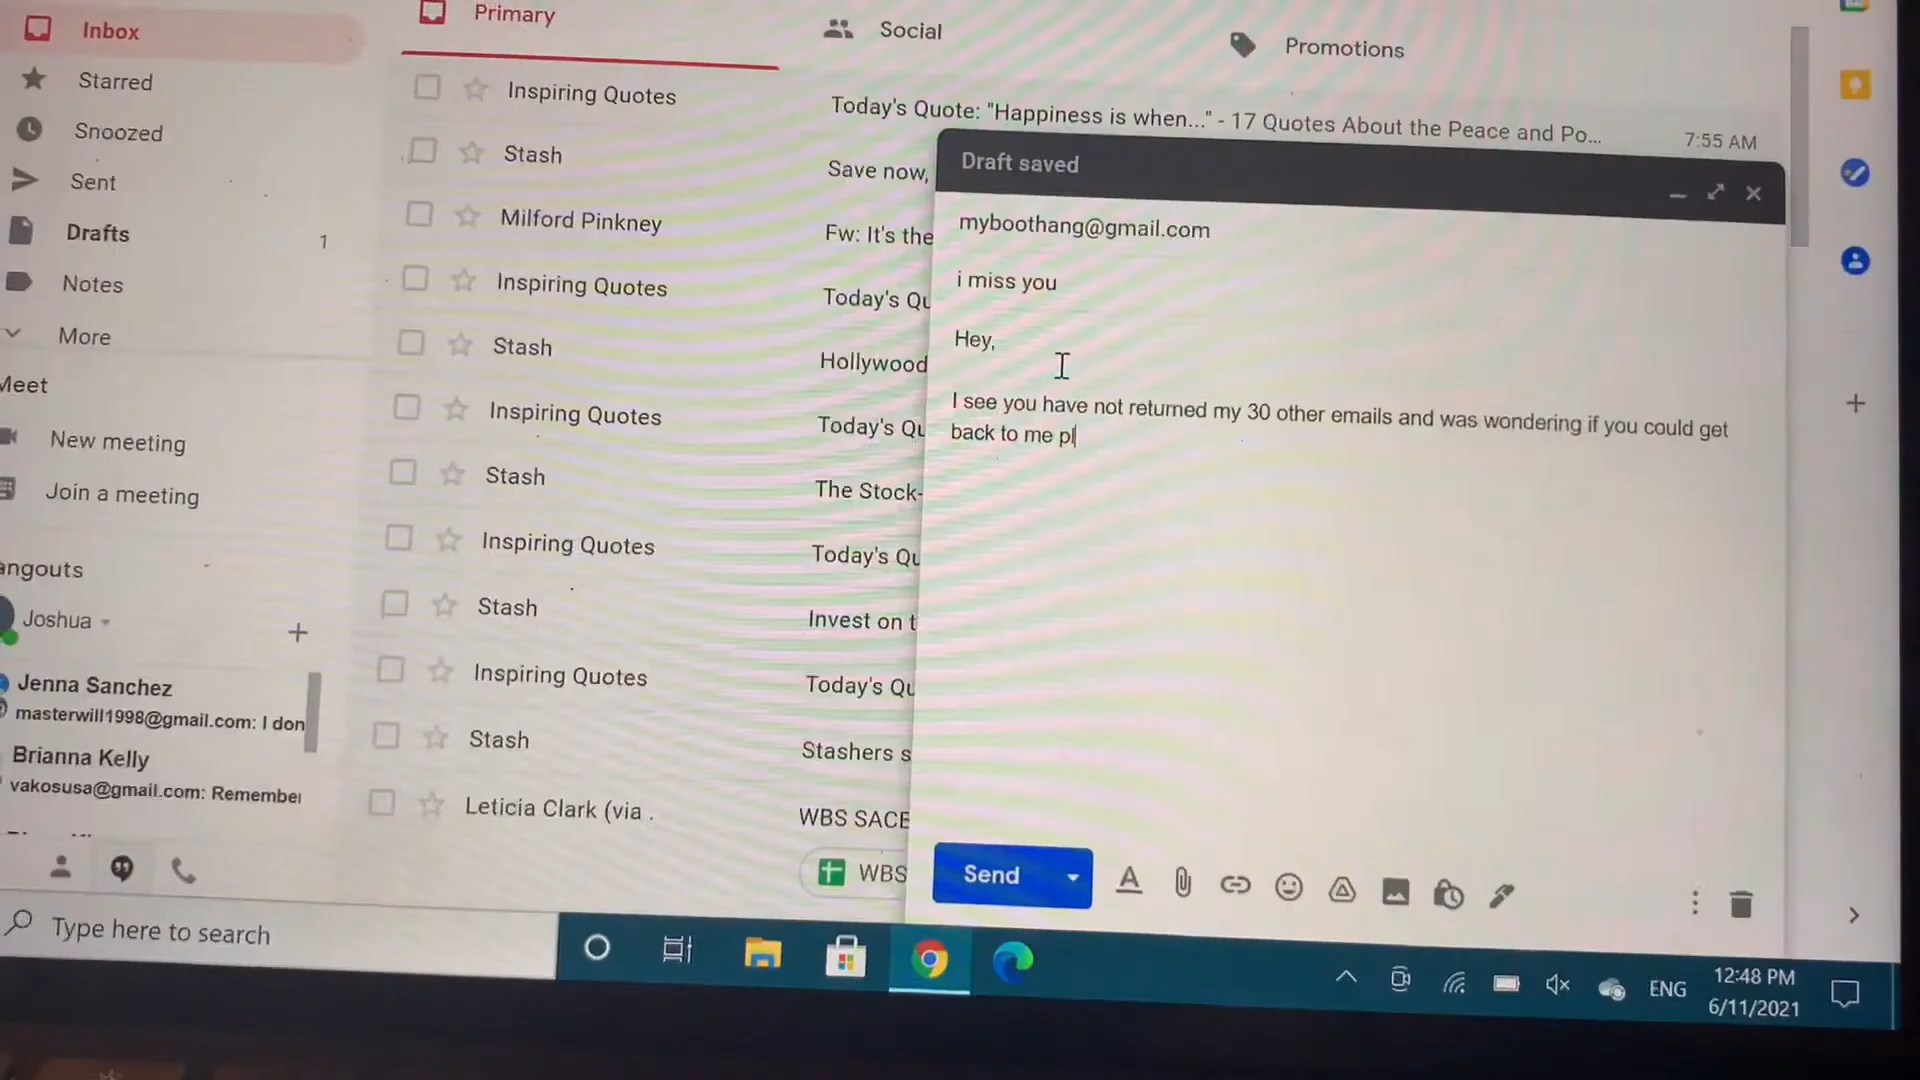 Inbox
Starred
Snoozed
Sent
Drafts 1
Notes
More
Meet
New meeting
Join a meeting
angouts
Joshua
Jenna Sanchez
masterwill1998@gmail.com: I don
Brianna Kelly
vakosusa@gmail.com: Remember
Primary
Social
Promotions
Inspiring Quotes Today's Quote: "Happiness is when..." - 17 Quotes About the Peace and Po... 7:55 AM
Stash Save now,
Milford Pinkney Fw: It's the
Inspiring Quotes Today's Qu
Stash Hollywood
Inspiring Quotes Today's Qu
Stash The Stock-
Inspiring Quotes Today's Qu
Stash Invest on t
Inspiring Quotes Today's Qu
Stash Stashers s
Leticia Clark (via . WBS SACE
WBS
Draft saved
myboothang@gmail.com
i miss you
Hey,
I see you have not returned my 30 other emails and was wondering if you could get
back to me pl
Send
Type here to search
ENG
12:48 PM
6/11/2021